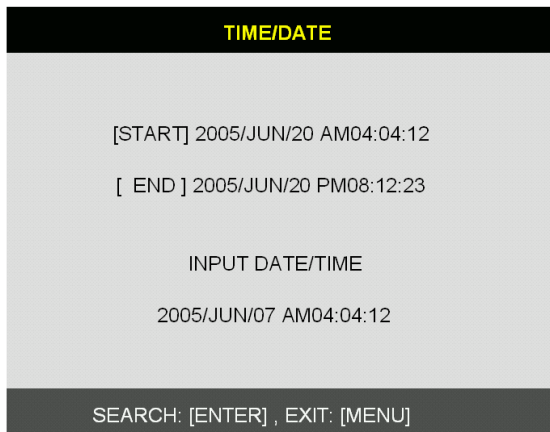 TIME/DATE
[START] 2005/JUN/20 AM04:04:12
[ END ] 2005/JUN/20 PM08:12:23
INPUT DATE/TIME
2005/JUN/07 AM04:04:12
SEARCH: [ENTER] , EXIT: [MENU]